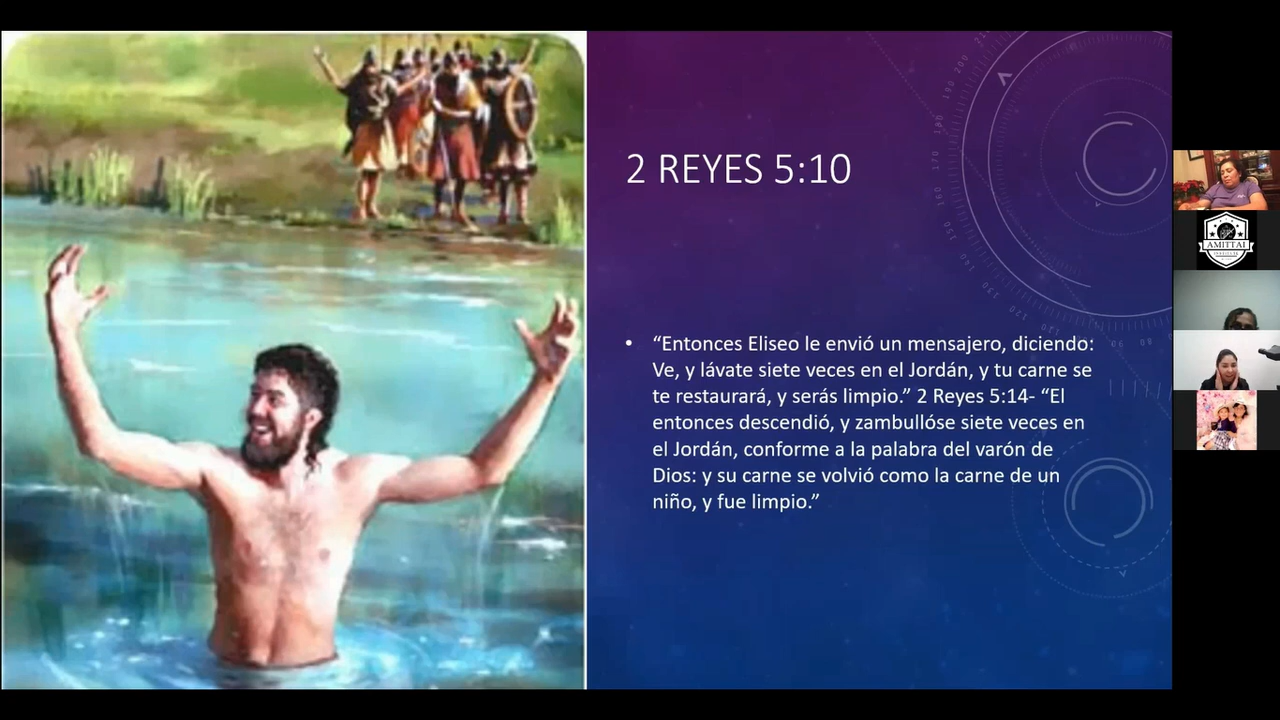 2 REYES 5:10
• “Entonces Eliseo le envió un mensajero, diciendo:
Ve, y lávate siete veces en el Jordán, y tu carne se
te restaurará, y serás limpio.” 2 Reyes 5:14- “El
entonces descendió, y zambullóse siete veces en
el Jordán, conforme a la palabra del varón de
Dios: y su carne se volvió como la carne de un
niño, y fue limpio.”
AMITTAI